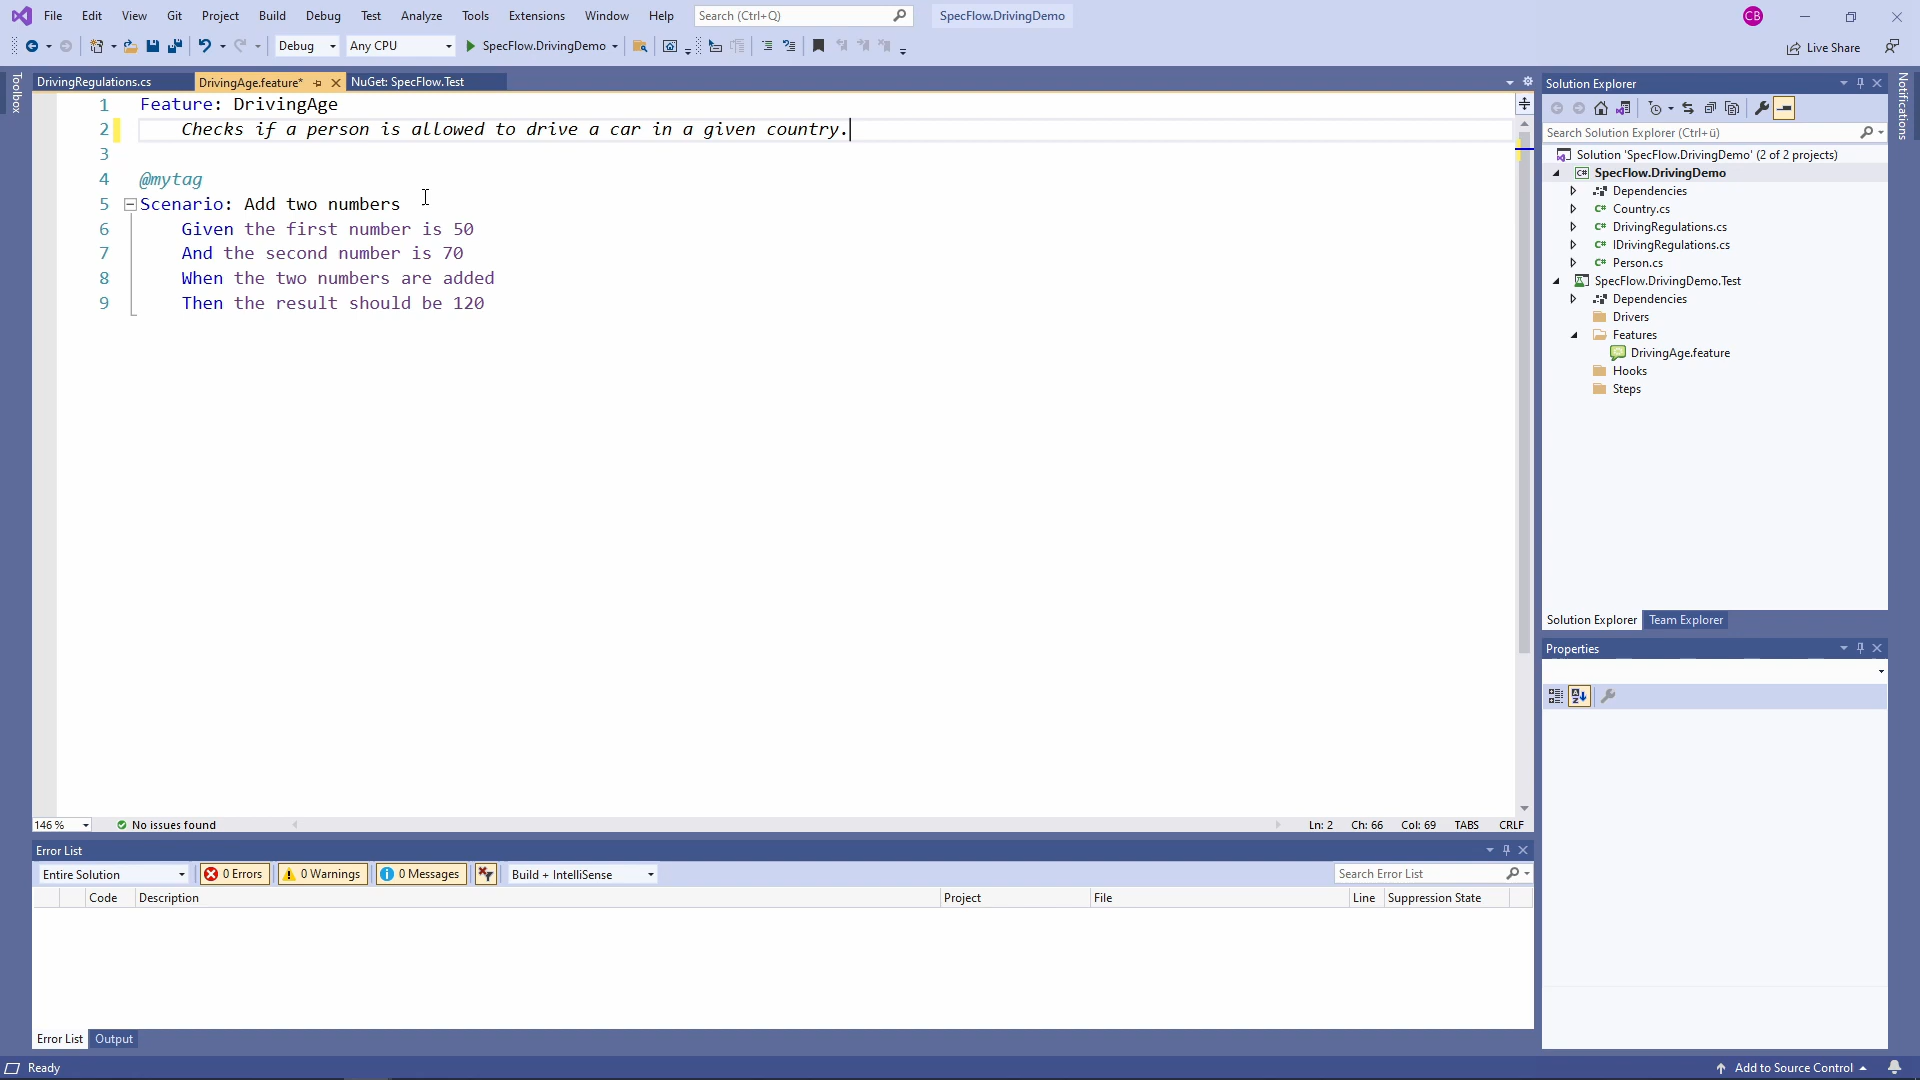 File Edit View Git Project Build Debug Test Analyze Tools Extensions Window Help Search (Ctrl+Q) SpecFlow.DrivingDemo CB
Debug Any CPU SpecFlow.DrivingDemo Live Share
Toolbox
DrivingRegulations.cs DrivingAge.feature* NuGet: SpecFlow.Test
1 Feature: DrivingAge
2 Checks if a person is allowed to drive a car in a given country.
3
4 @mytag
5 Scenario: Add two numbers
6 Given the first number is 50
7 And the second number is 70
8 When the two numbers are added
9 Then the result should be 120
146 % No issues found Ln: 2 Ch: 66 Col: 69 TABS CRLF
Solution Explorer
Search Solution Explorer (Ctrl+ü)
Solution 'SpecFlow.DrivingDemo' (2 of 2 projects)
C# SpecFlow.DrivingDemo
Dependencies
C# Country.cs
C# DrivingRegulations.cs
C# IDrivingRegulations.cs
C# Person.cs
SpecFlow.DrivingDemo.Test
Dependencies
Drivers
Features
DrivingAge.feature
Hooks
Steps
Solution Explorer Team Explorer
Properties
Notifications
Error List
Entire Solution 0 Errors 0 Warnings 0 Messages Build + IntelliSense Search Error List
Code Description Project File Line Suppression State
Error List Output
Ready Add to Source Control